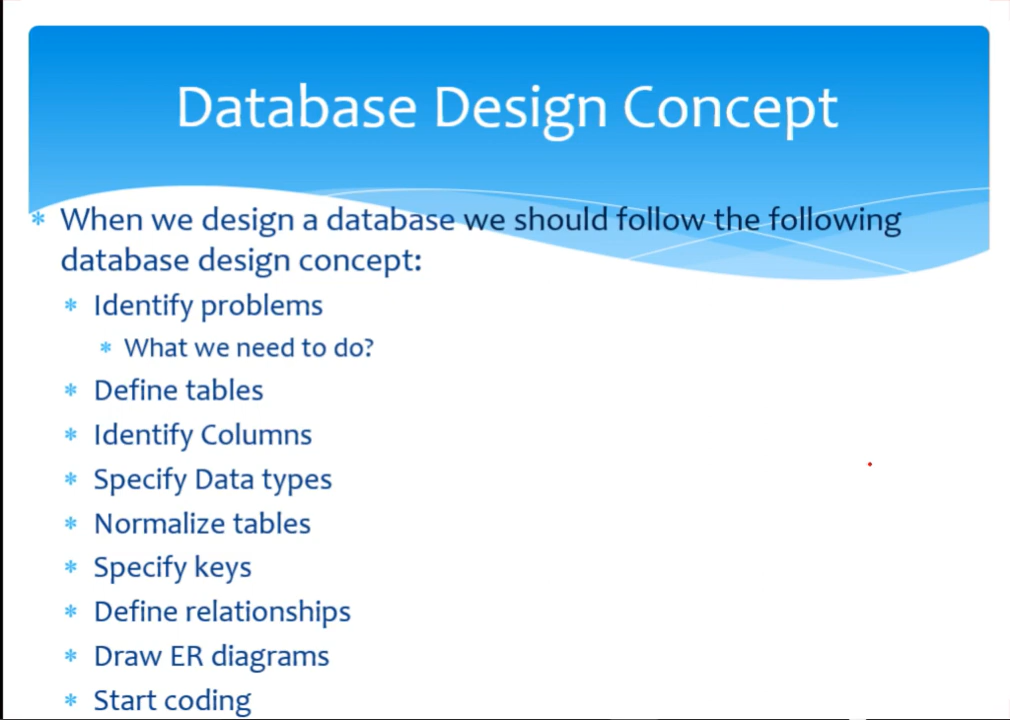 Database Design Concept
* When we design a database we should follow the following
database design concept:
* Identify problems
* What we need to do?
* Define tables
* Identify Columns
* Specify Data types
* Normalize tables
* Specify keys
* Define relationships
* Draw ER diagrams
* Start coding